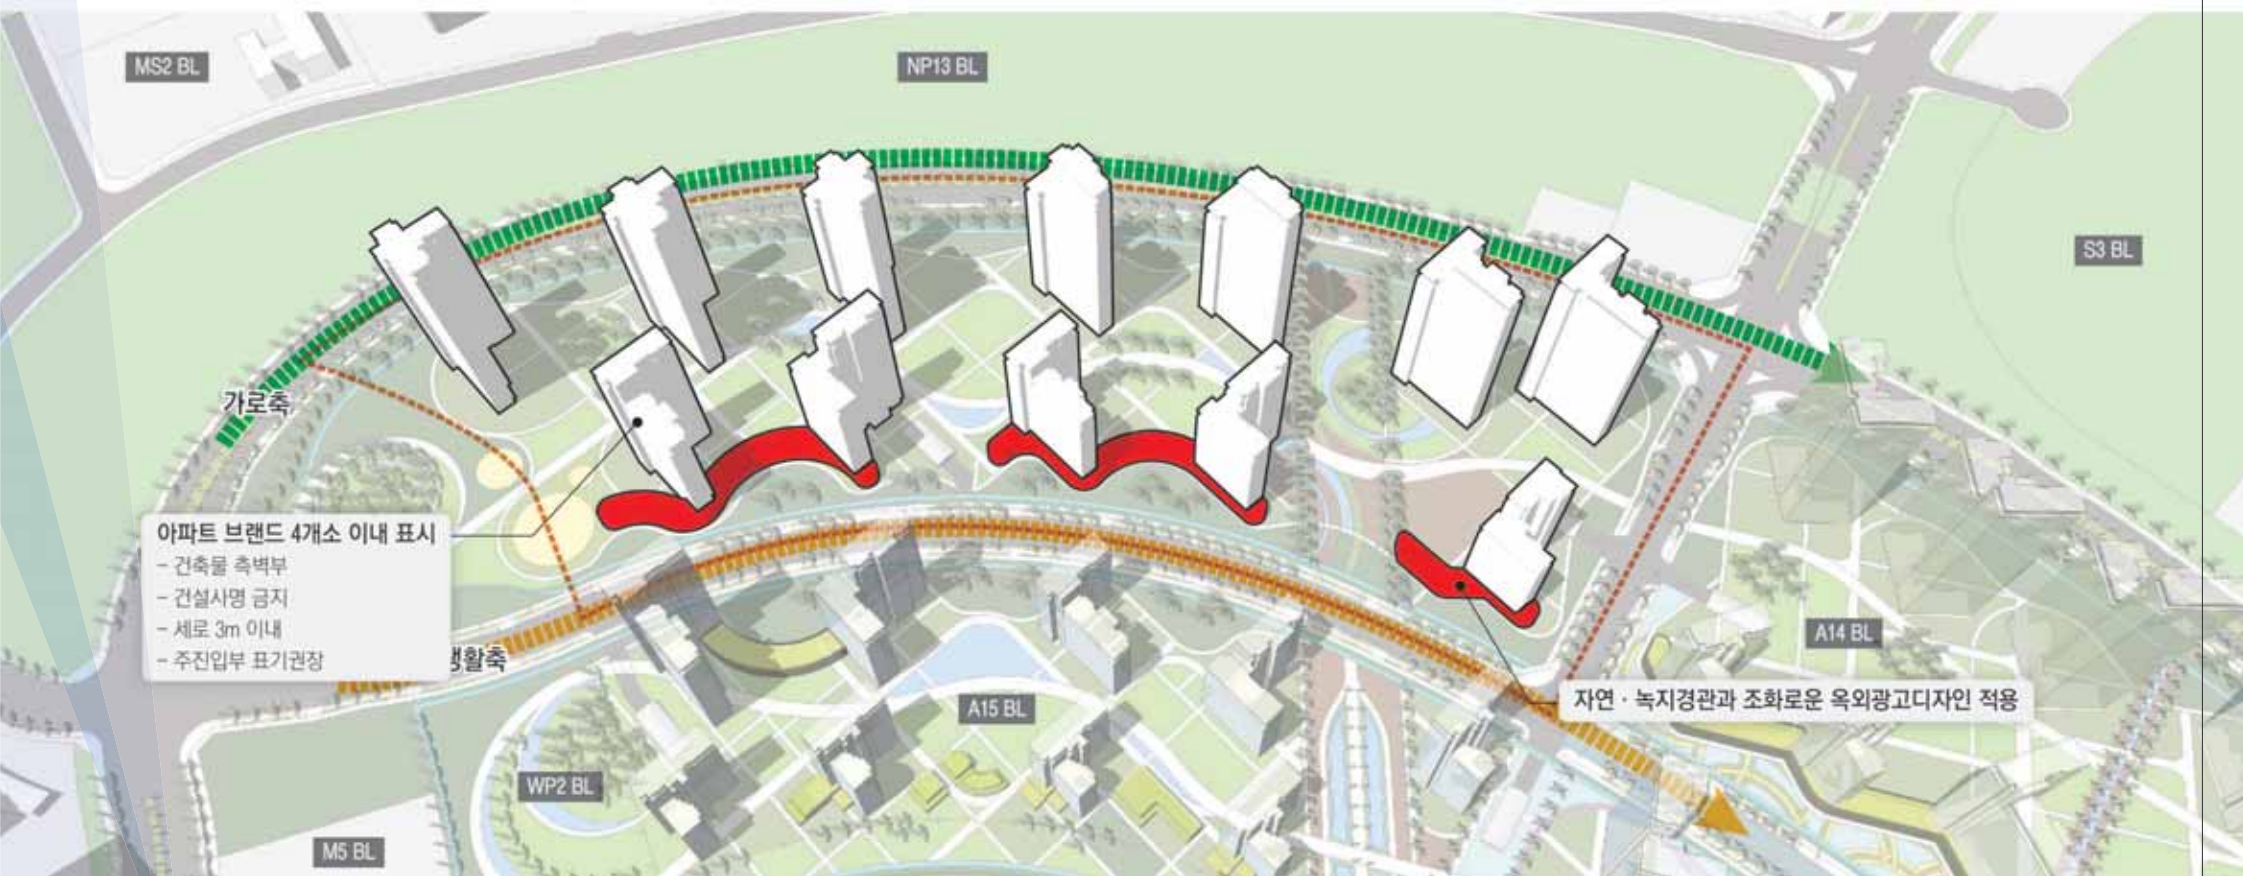 MS2 BL
NP13 BL
S3 BL
가로축
아파트 브랜드 4개소 이내 표시
- 건축물 측벽부
- 건설사명 금지
- 세로 3m 이내
- 주진입부 표기권장
생활축
A14 BL
자연 · 녹지경관과 조화로운 옥외광고디자인 적용
A15 BL
WP2 BL
M5 BL